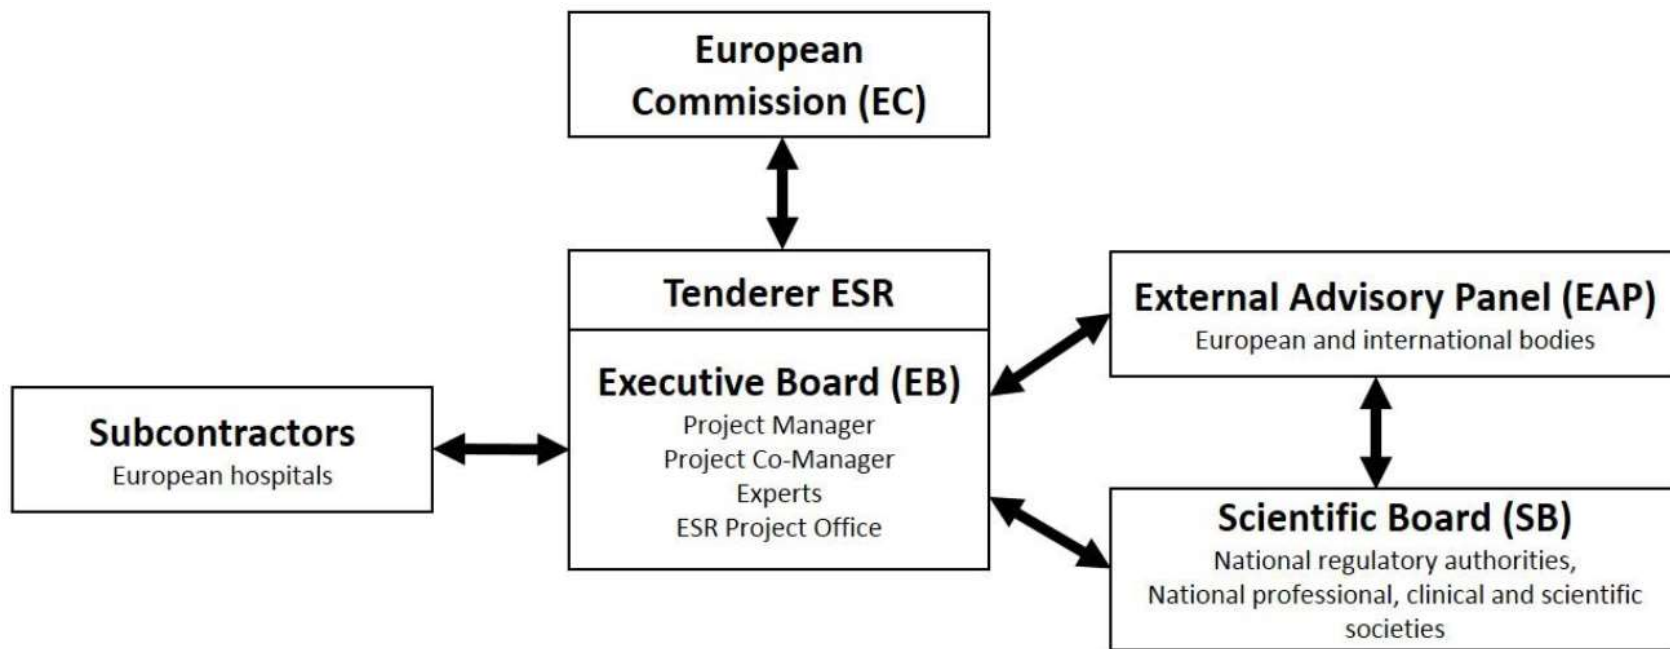 European
Commission (EC)
Tenderer ESR
Executive Board (EB)
Project Manager
Project Co-Manager
Experts
ESR Project Office
Subcontractors
European hospitals
External Advisory Panel (EAP)
European and international bodies
Scientific Board (SB)
National regulatory authorities,
National professional, clinical and scientific
societies